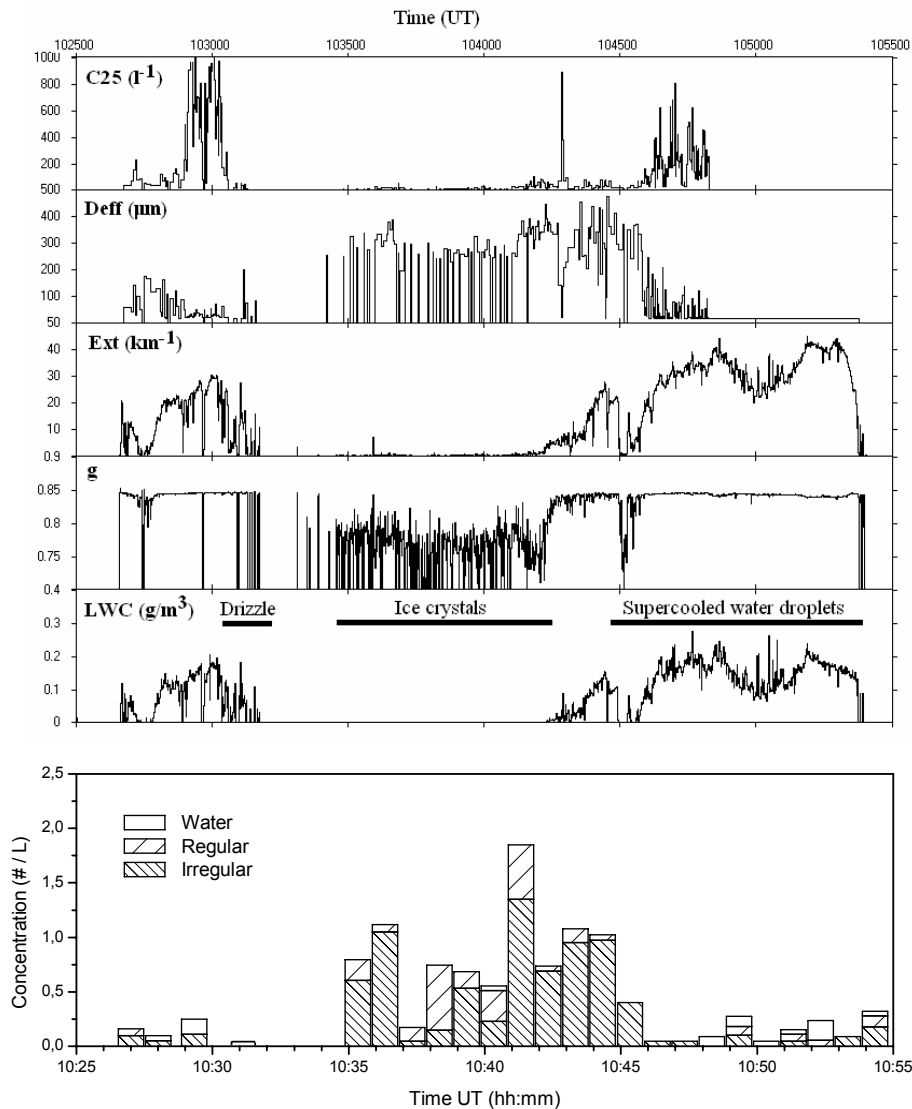 Time (UT)
102500 103000 103500 104000 104500 105000 105500
C25 (l-1)
1000
800
600
400
200
500
Deff (µm)
400
300
200
100
50
Ext (km-1)
40
30
20
10
0.9
g
0.85
0.8
0.75
0.4
LWC (g/m3) Drizzle Ice crystals Supercooled water droplets
0.3
0.2
0.1
0
2,5
2,0
1,5
1,0
0,5
0,0
Concentration (# / L)
Water
Regular
Irregular
10:25 10:30 10:35 10:40 10:45 10:50 10:55
Time UT (hh:mm)